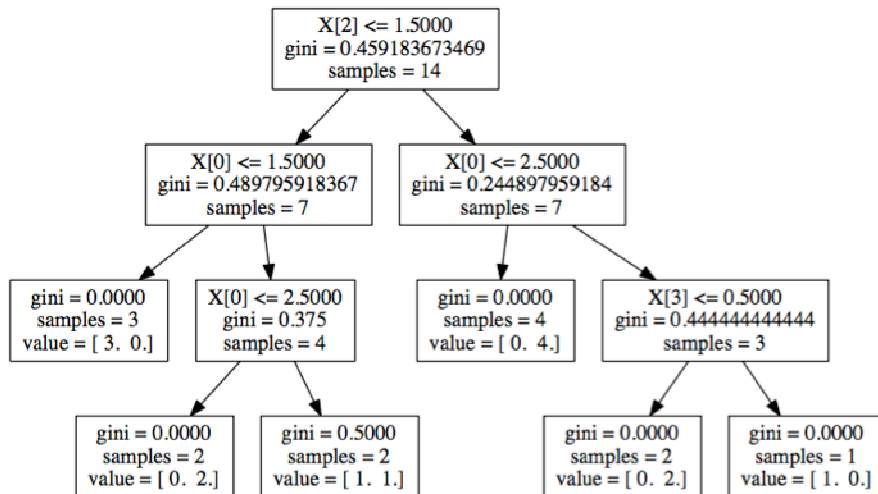 X[2] <= 1.5000
gini = 0.459183673469
samples = 14
X[0] <= 1.5000
gini = 0.489795918367
samples = 7
X[0] <= 2.5000
gini = 0.244897959184
samples = 7
gini = 0.0000
samples = 3
value = [ 3. 0.]
X[0] <= 2.5000
gini = 0.375
samples = 4
gini = 0.0000
samples = 4
value = [ 0. 4.]
X[3] <= 0.5000
gini = 0.444444444444
samples = 3
gini = 0.0000
samples = 2
value = [ 0. 2.]
gini = 0.5000
samples = 2
value = [ 1. 1.]
gini = 0.0000
samples = 2
value = [ 0. 2.]
gini = 0.0000
samples = 1
value = [ 1. 0.]